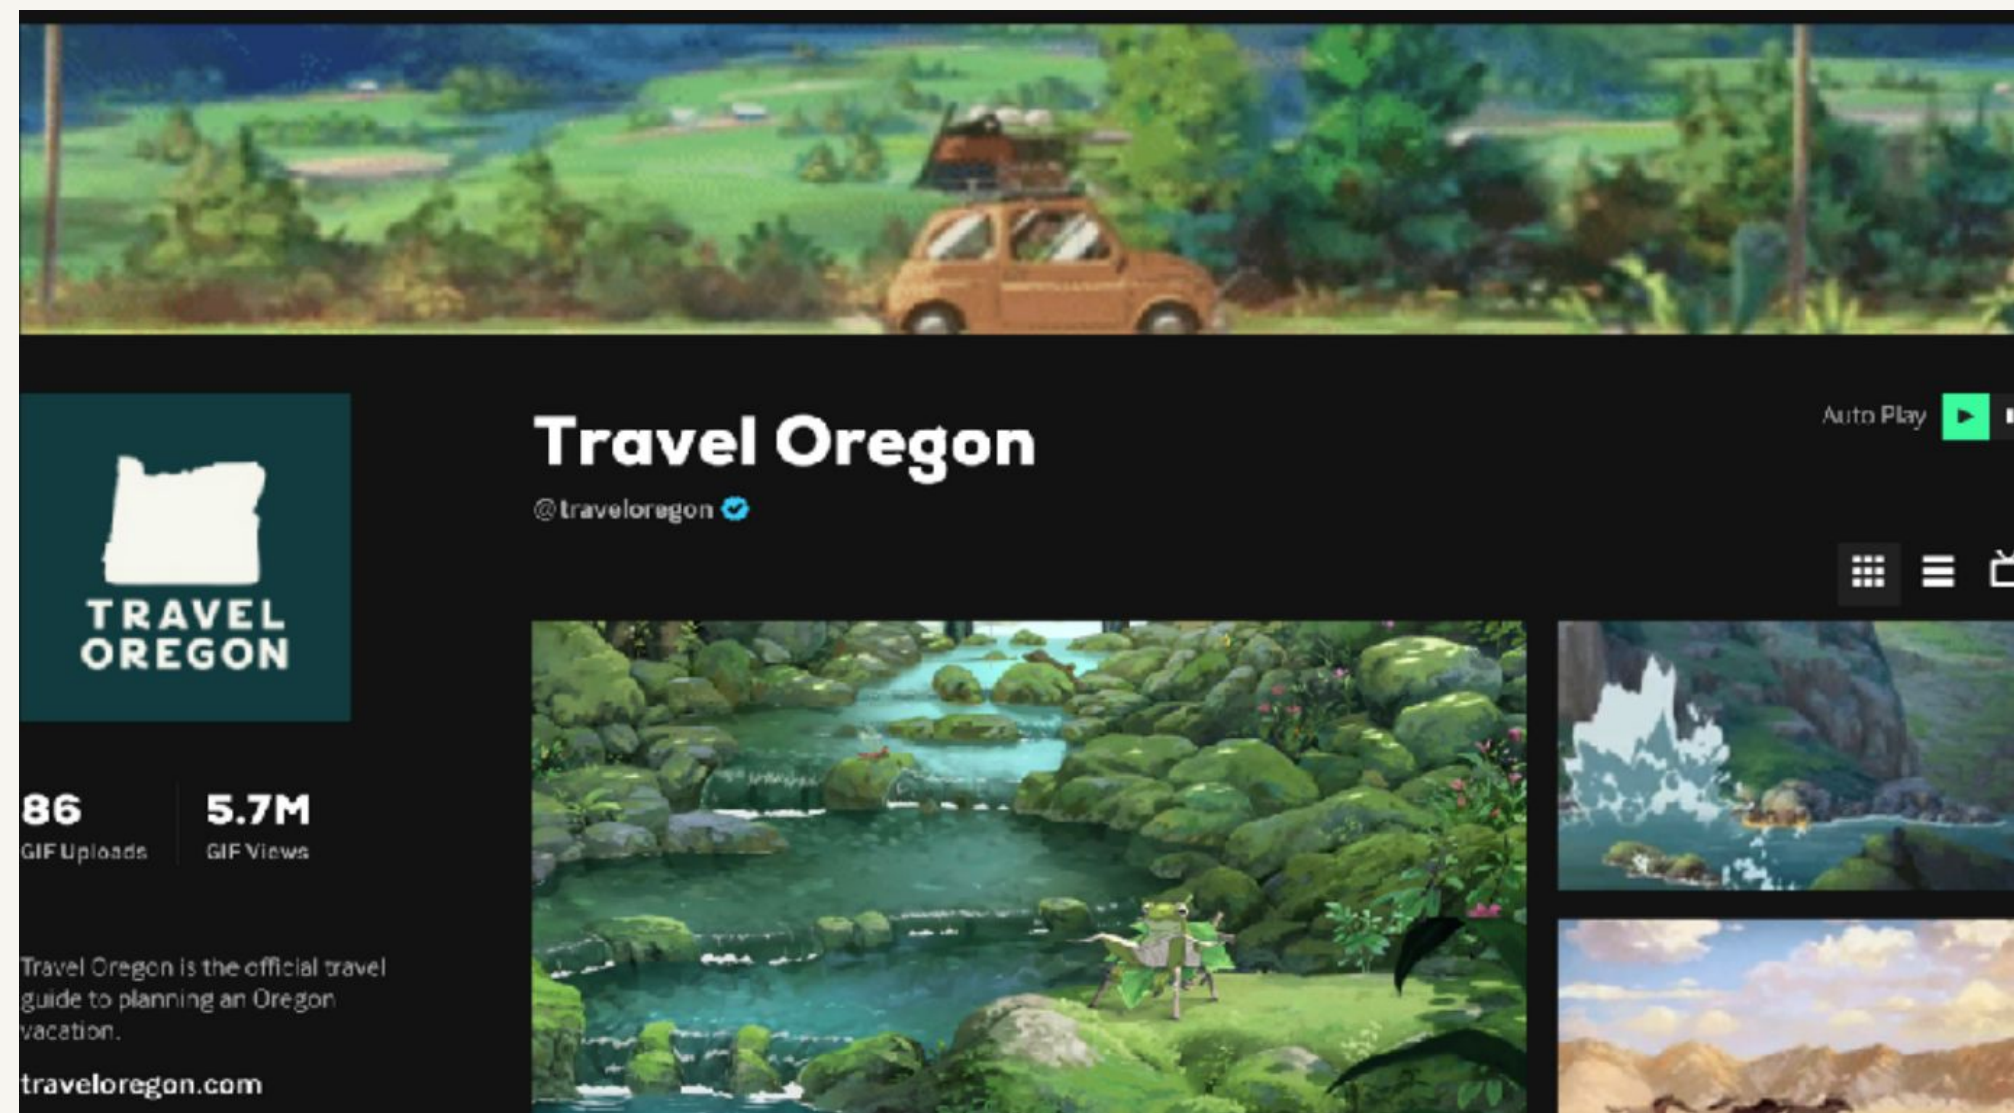 Travel Oregon
@traveloregon
Auto Play
TRAVEL
OREGON
86
GIF Uploads
5.7M
GIF Views
Travel Oregon is the official travel
guide to planning an Oregon
vacation.
traveloregon.com